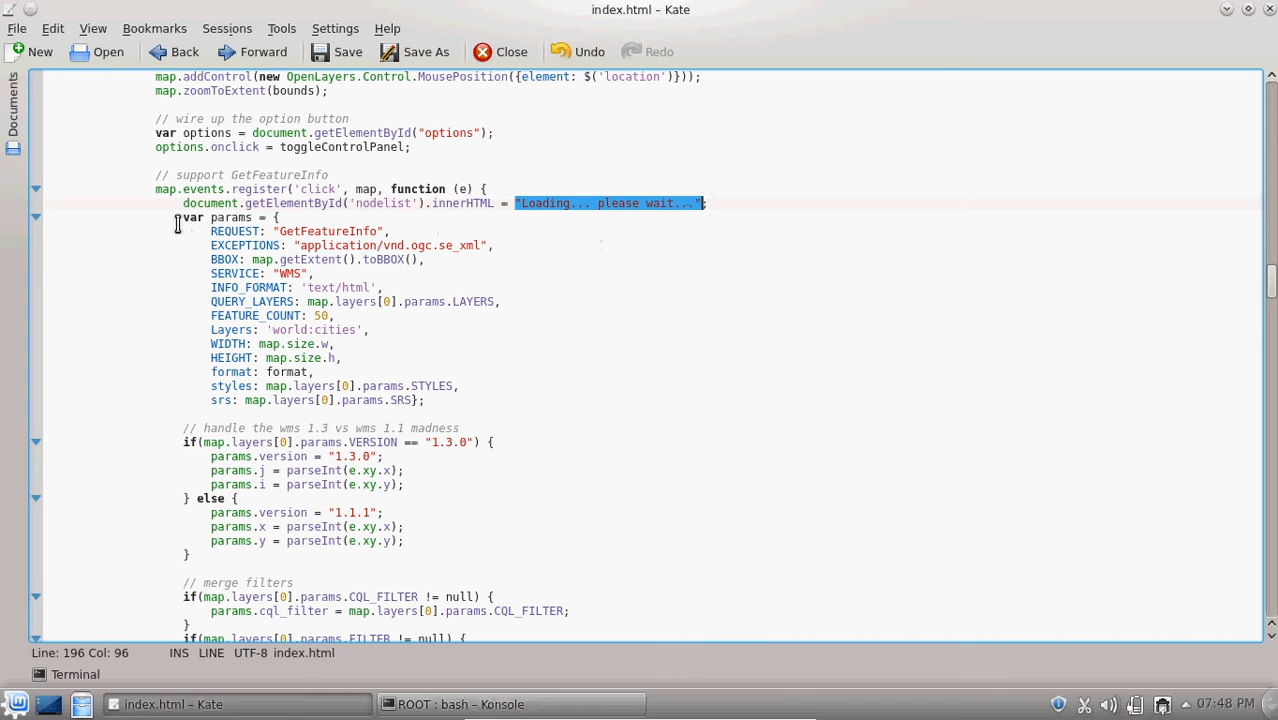 index.html – Kate
File Edit View Bookmarks Sessions Tools Settings Help
New Open Back Forward Save Save As Close Undo Redo
Documents
map.addControl(new OpenLayers.Control.MousePosition({element: $('location')}));
map.zoomToExtent(bounds);
// wire up the option button
var options = document.getElementById("options");
options.onclick = toggleControlPanel;
// support GetFeatureInfo
map.events.register('click', map, function (e) {
document.getElementById('nodelist').innerHTML = "Loading... please wait...";
var params = {
REQUEST: "GetFeatureInfo",
EXCEPTIONS: "application/vnd.ogc.se_xml",
BBOX: map.getExtent().toBBOX(),
SERVICE: "WMS",
INFO_FORMAT: 'text/html',
QUERY_LAYERS: map.layers[0].params.LAYERS,
FEATURE_COUNT: 50,
Layers: 'world:cities',
WIDTH: map.size.w,
HEIGHT: map.size.h,
format: format,
styles: map.layers[0].params.STYLES,
srs: map.layers[0].params.SRS};
// handle the wms 1.3 vs wms 1.1 madness
if(map.layers[0].params.VERSION == "1.3.0") {
params.version = "1.3.0";
params.j = parseInt(e.xy.x);
params.i = parseInt(e.xy.y);
} else {
params.version = "1.1.1";
params.x = parseInt(e.xy.x);
params.y = parseInt(e.xy.y);
}
// merge filters
if(map.layers[0].params.CQL_FILTER != null) {
params.cql_filter = map.layers[0].params.CQL_FILTER;
}
if(map.layers[0].params.FILTER != null) {
Line: 196 Col: 96 INS LINE UTF-8 index.html
Terminal
index.html – Kate ROOT : bash – Konsole 07:48 PM